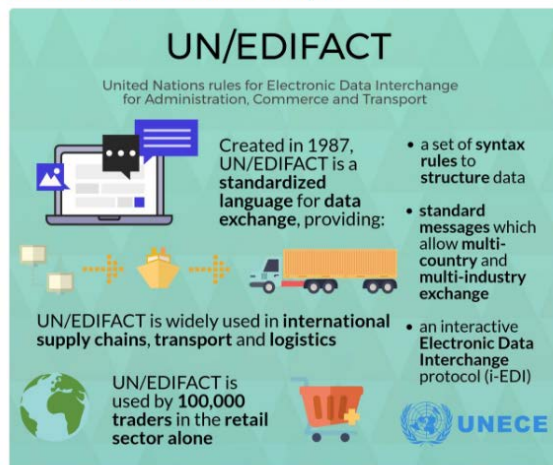 UN/EDIFACT
United Nations rules for Electronic Data Interchange
for Administration, Commerce and Transport
Created in 1987,
UN/EDIFACT is a
standardized
language for data
exchange, providing:
• a set of syntax
rules to
structure data
• standard
messages which
allow multi-
country and
multi-industry
exchange
• an interactive
Electronic Data
Interchange
protocol (i-EDI)
UN/EDIFACT is widely used in international
supply chains, transport and logistics
UN/EDIFACT is
used by 100,000
traders in the retail
sector alone
UNECE